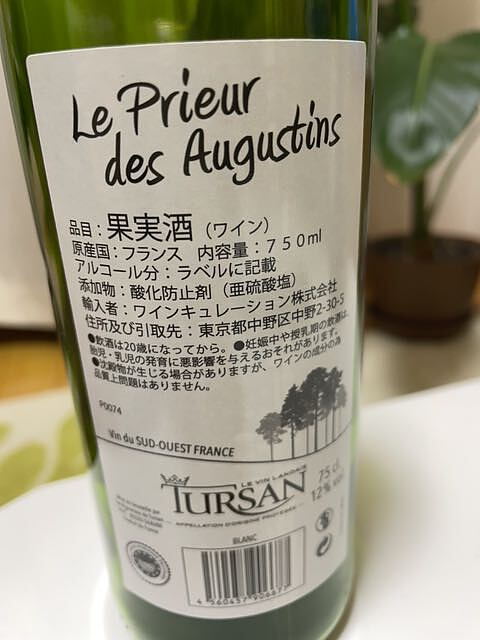 Le Prieur
des Augustins
品目：果実酒（ワイン）
原産国：フランス 内容量：７５０ml
アルコール分：ラベルに記載
添加物：酸化防止剤（亜硫酸塩）
輸入者：ワインキュレーション株式会社
住所及び引取先：東京都中野区中野2-30-5
●飲酒は20歳になってから。●妊娠中や授乳期の飲酒は、
胎児・乳児の発育に悪影響を与えるおそれがあります。
●沈殿物が生じる場合がありますが、ワインの成分の為
品質上問題はありません。
P0074
Vin du SUD-OUEST FRANCE
LE VIN LANDAIS
TURSAN
APPELLATION D'ORIGINE PROTÉGÉE
75 cl
12% vol
BLANC
4 560457 906677